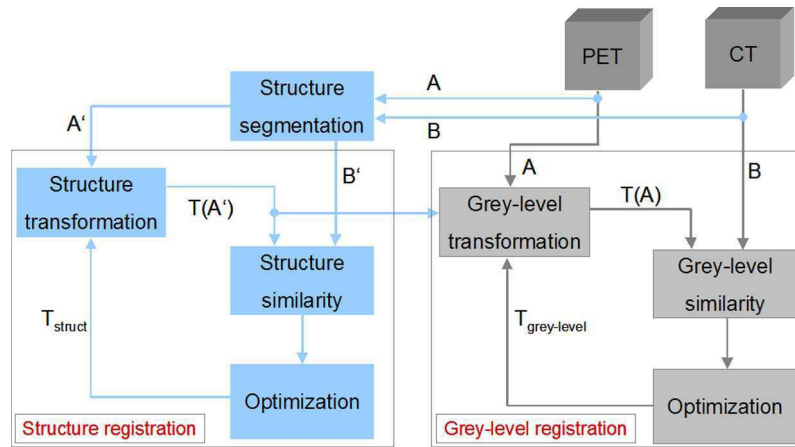 PET
CT
Structure
segmentation
A
B
A‘
Structure
transformation
T(A‘)
B‘
A
B
Grey-level
transformation
T(A)
Structure
similarity
Grey-level
similarity
Tstruct
Tgrey-level
Optimization
Optimization
Structure registration
Grey-level registration